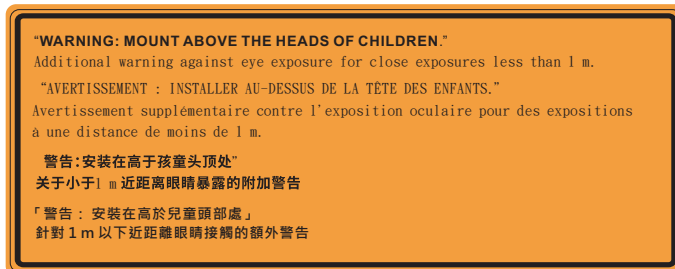 “WARNING: MOUNT ABOVE THE HEADS OF CHILDREN.”
Additional warning against eye exposure for close exposures less than 1 m.
“AVERTISSEMENT : INSTALLER AU-DESSUS DE LA TÊTE DES ENFANTS.”
Avertissement supplémentaire contre l'exposition oculaire pour des expositions
à une distance de moins de 1 m.
警告:安装在高于孩童头顶处”
关于小于1 m 近距离眼睛暴露的附加警告
「警告： 安裝在高於兒童頭部處」
針對 1 m 以下近距離眼睛接觸的額外警告